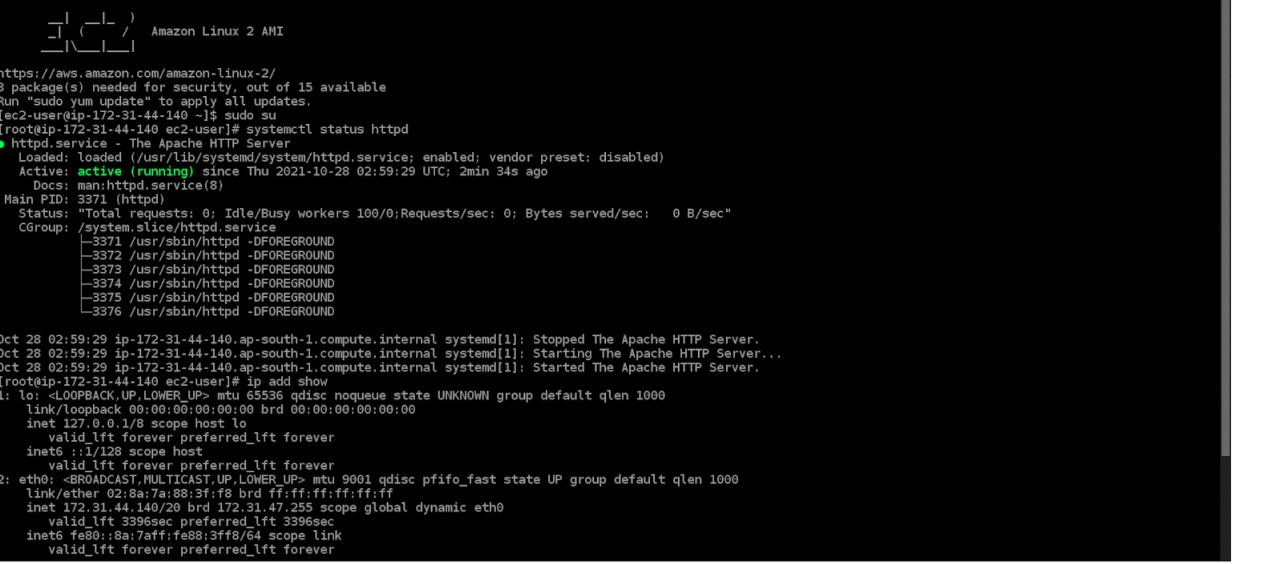 __|  __|_  )
_|  (     /   Amazon Linux 2 AMI
___|\___|___|
https://aws.amazon.com/amazon-linux-2/
8 package(s) needed for security, out of 15 available
Run "sudo yum update" to apply all updates.
[ec2-user@ip-172-31-44-140 ~]$ sudo su
[root@ip-172-31-44-140 ec2-user]# systemctl status httpd
● httpd.service - The Apache HTTP Server
Loaded: loaded (/usr/lib/systemd/system/httpd.service; enabled; vendor preset: disabled)
Active: active (running) since Thu 2021-10-28 02:59:29 UTC; 2min 34s ago
Docs: man:httpd.service(8)
Main PID: 3371 (httpd)
Status: "Total requests: 0; Idle/Busy workers 100/0;Requests/sec: 0; Bytes served/sec:   0 B/sec"
CGroup: /system.slice/httpd.service
├─3371 /usr/sbin/httpd -DFOREGROUND
├─3372 /usr/sbin/httpd -DFOREGROUND
├─3373 /usr/sbin/httpd -DFOREGROUND
├─3374 /usr/sbin/httpd -DFOREGROUND
├─3375 /usr/sbin/httpd -DFOREGROUND
└─3376 /usr/sbin/httpd -DFOREGROUND
Oct 28 02:59:29 ip-172-31-44-140.ap-south-1.compute.internal systemd[1]: Stopped The Apache HTTP Server.
Oct 28 02:59:29 ip-172-31-44-140.ap-south-1.compute.internal systemd[1]: Starting The Apache HTTP Server...
Oct 28 02:59:29 ip-172-31-44-140.ap-south-1.compute.internal systemd[1]: Started The Apache HTTP Server.
[root@ip-172-31-44-140 ec2-user]# ip add show
1: lo: <LOOPBACK,UP,LOWER_UP> mtu 65536 qdisc noqueue state UNKNOWN group default qlen 1000
link/loopback 00:00:00:00:00:00 brd 00:00:00:00:00:00
inet 127.0.0.1/8 scope host lo
valid_lft forever preferred_lft forever
inet6 ::1/128 scope host
valid_lft forever preferred_lft forever
2: eth0: <BROADCAST,MULTICAST,UP,LOWER_UP> mtu 9001 qdisc pfifo_fast state UP group default qlen 1000
link/ether 02:8a:7a:88:3f:f8 brd ff:ff:ff:ff:ff:ff
inet 172.31.44.140/20 brd 172.31.47.255 scope global dynamic eth0
valid_lft 3396sec preferred_lft 3396sec
inet6 fe80::8a:7aff:fe88:3ff8/64 scope link
valid_lft forever preferred_lft forever